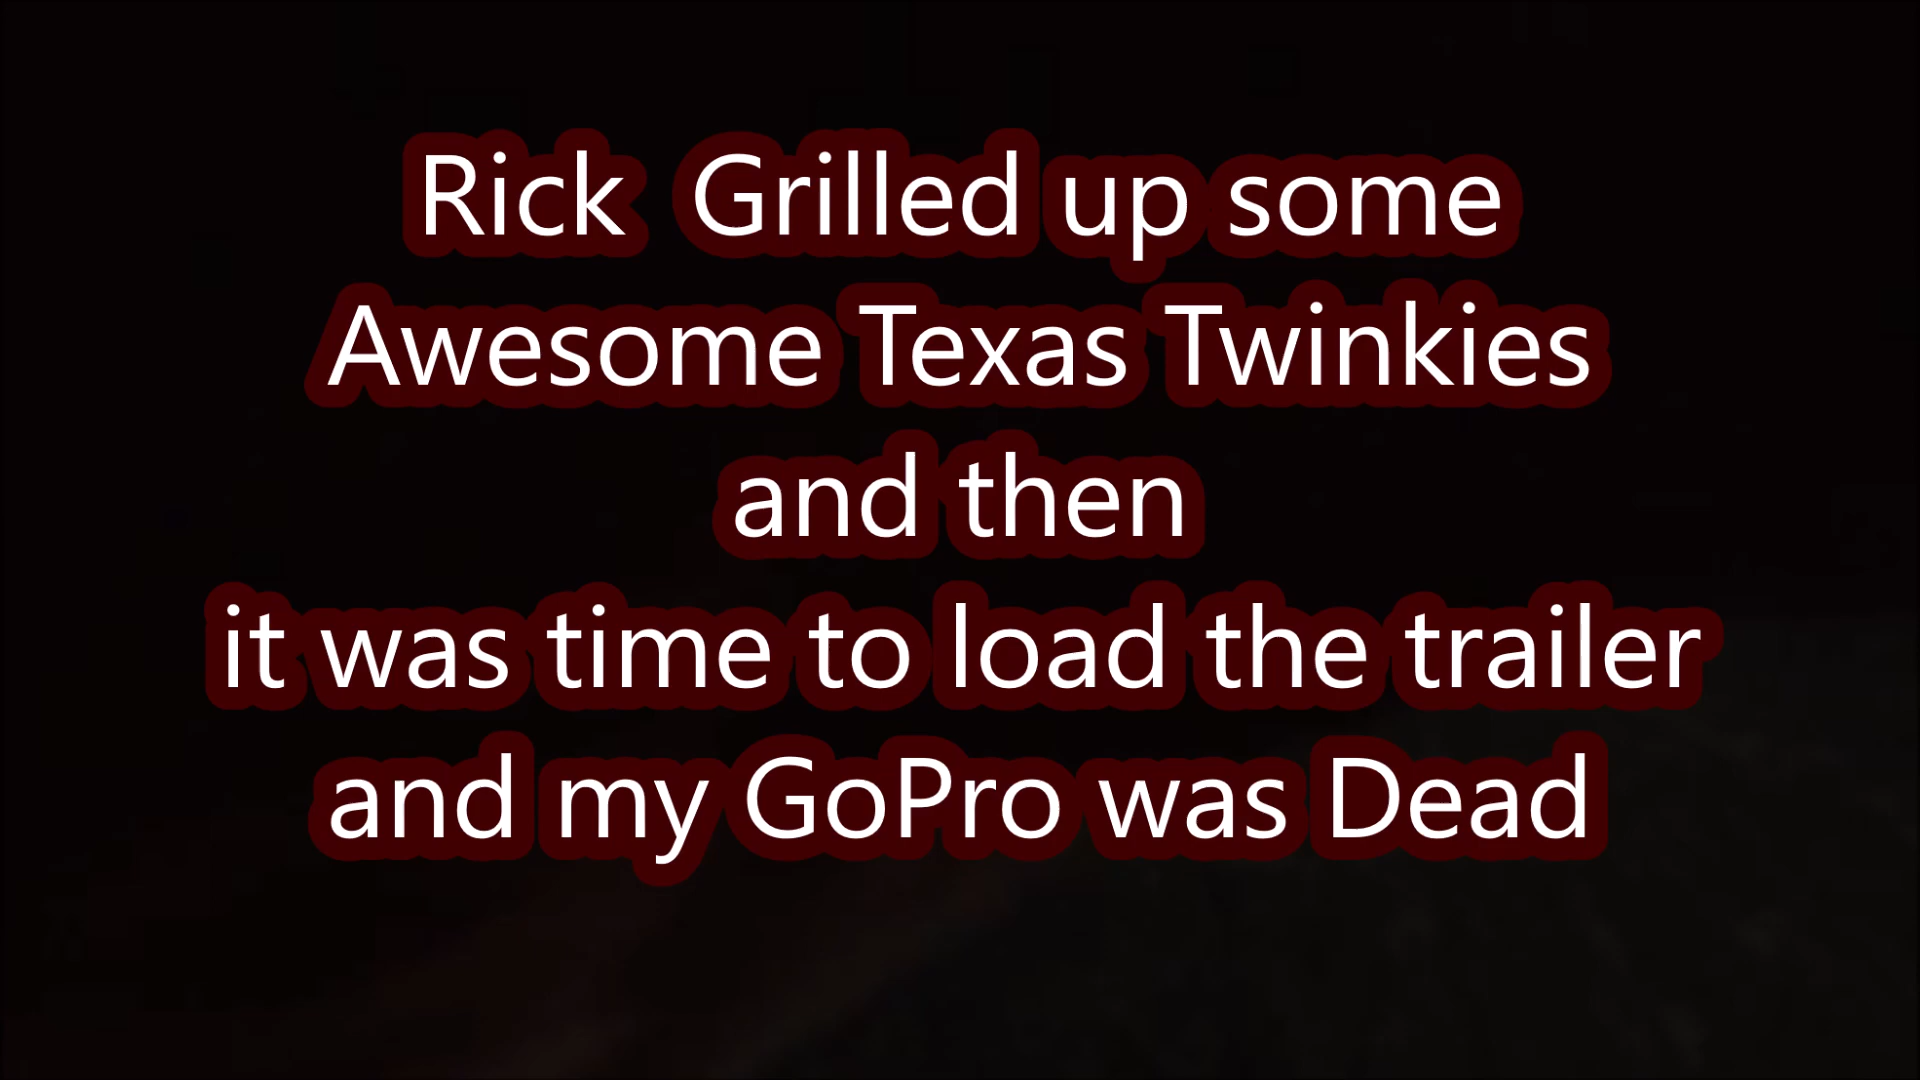 Rick  Grilled up some
Awesome Texas Twinkies
and then
it was time to load the trailer
and my GoPro was Dead